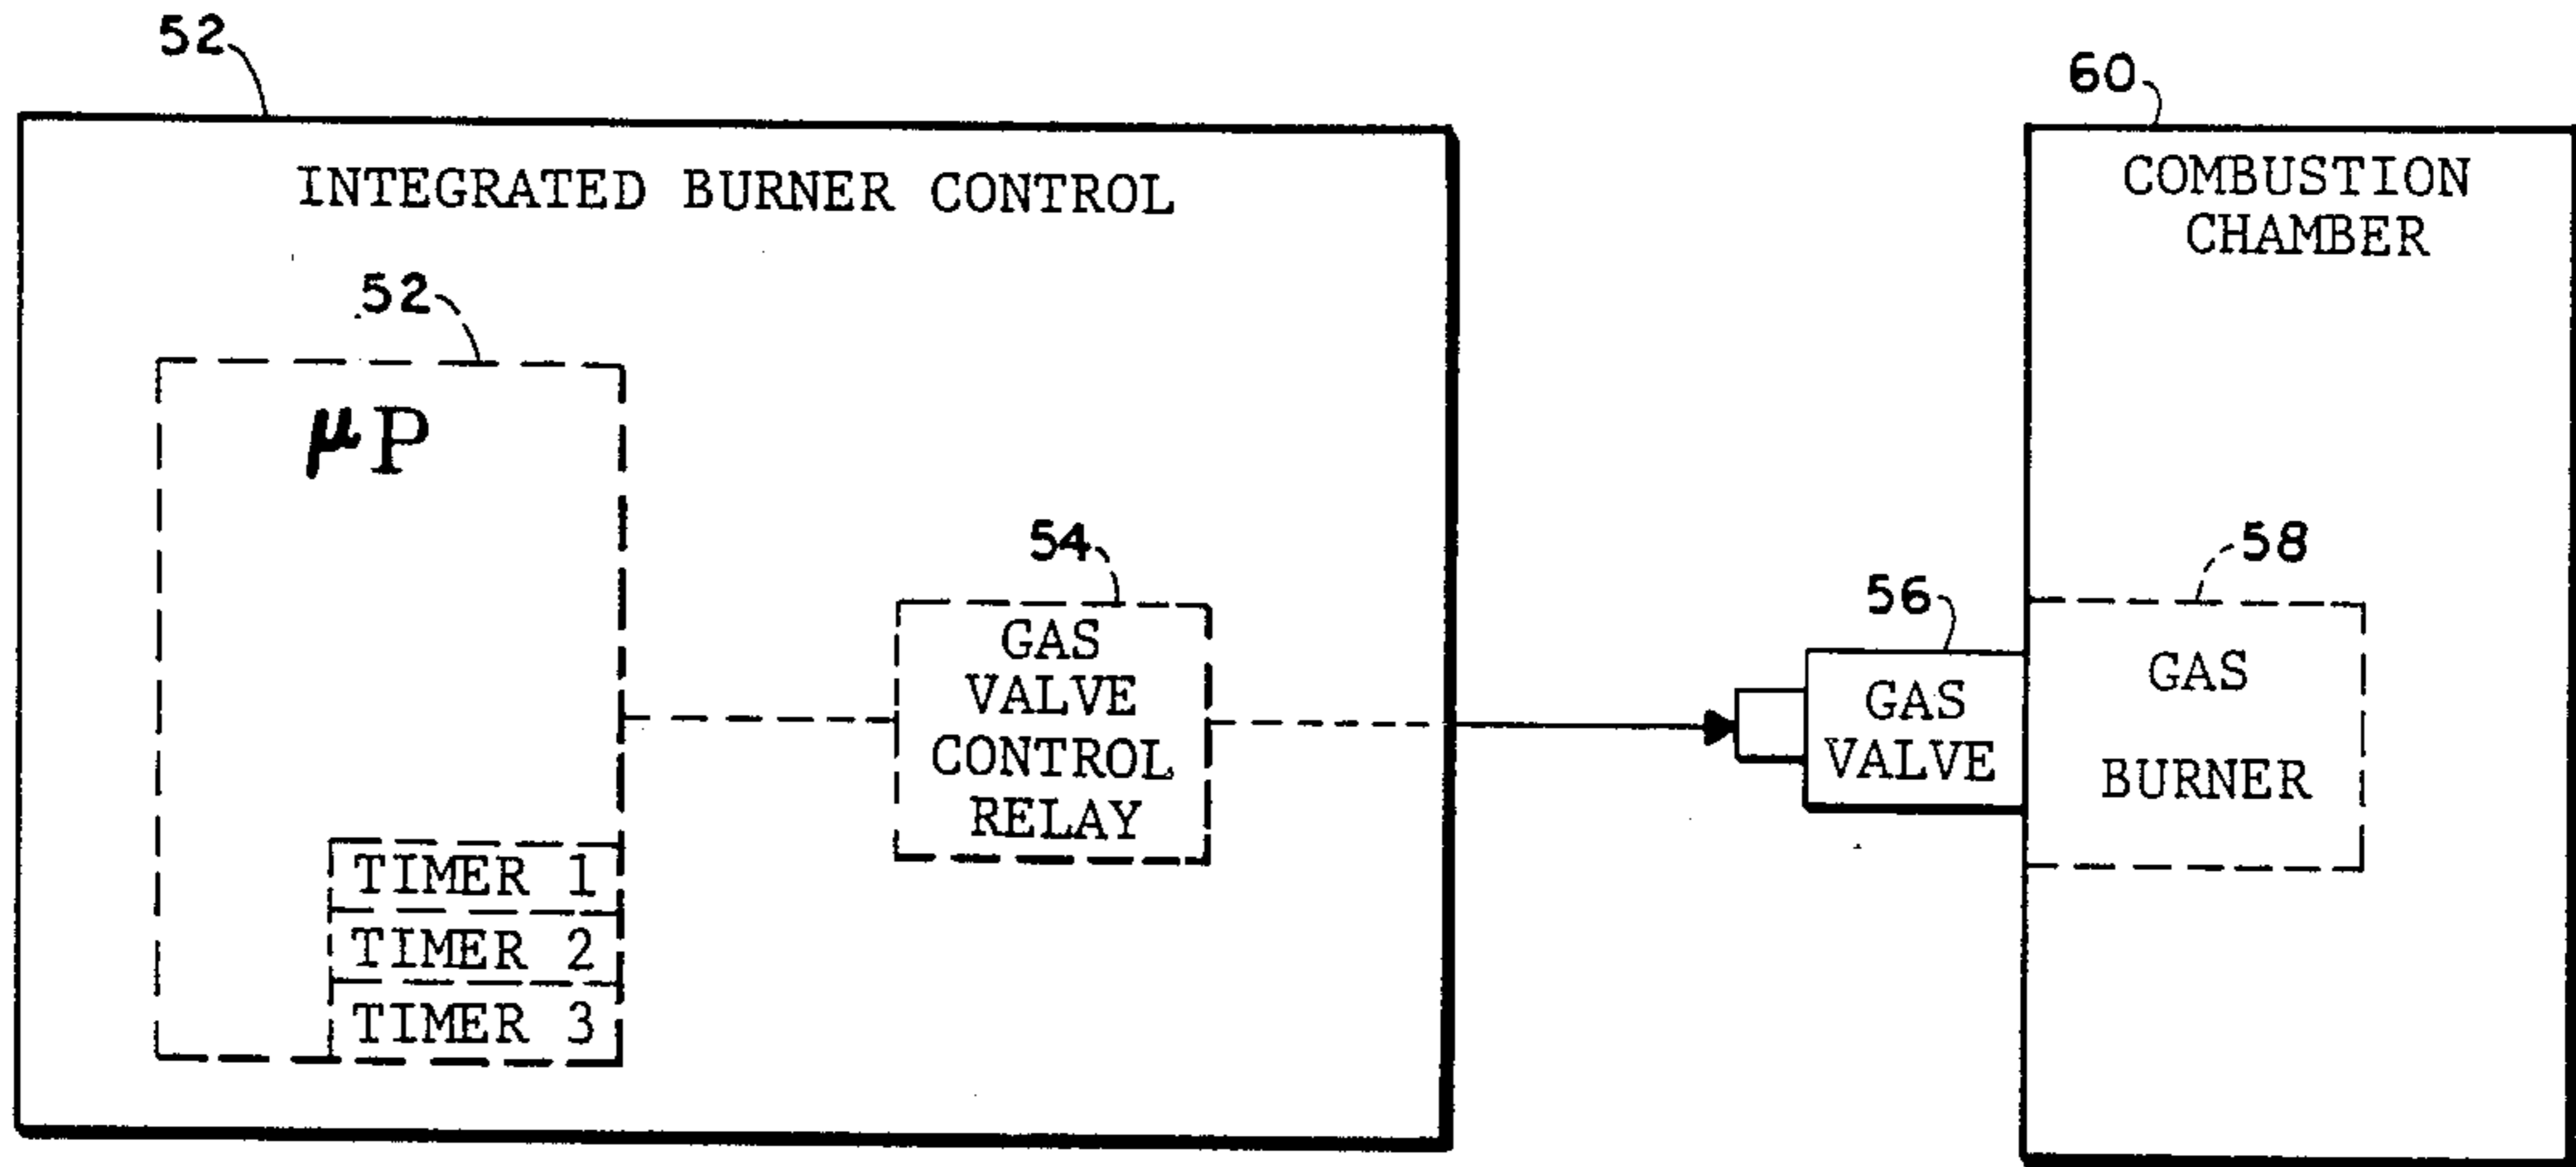 52
INTEGRATED BURNER CONTROL
52
μP
TIMER 1
TIMER 2
TIMER 3
54
GAS
VALVE
CONTROL
RELAY
56
GAS
VALVE
60
COMBUSTION
CHAMBER
58
GAS
BURNER